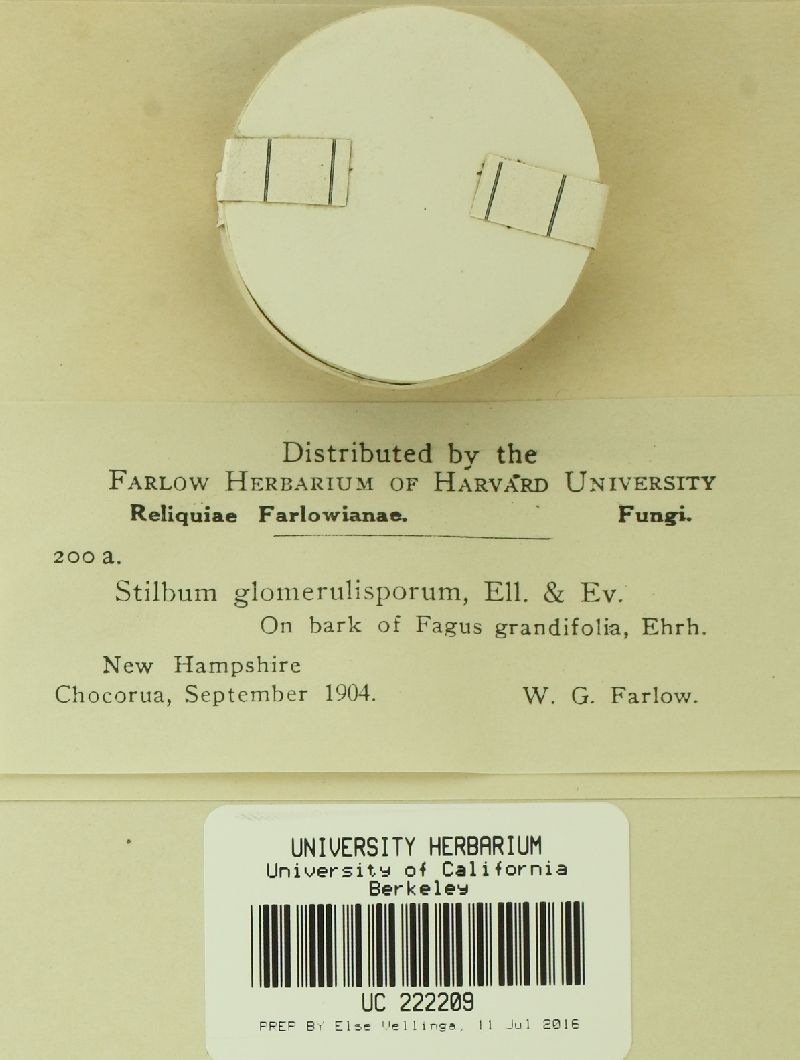 Distributed by the
FARLOW HERBARIUM OF HARVARD UNIVERSITY
Reliquiae Farlowianae. Fungi.
200 a.
Stilbum glomerulisporum, Ell. & Ev.
On bark of Fagus grandifolia, Ehrh.
New Hampshire
Chocorua, September 1904. W. G. Farlow.
UNIVERSITY HERBARIUM
University of California
Berkeley
UC 222209
PREP BY Else Vellinga, 11 Jul 2016